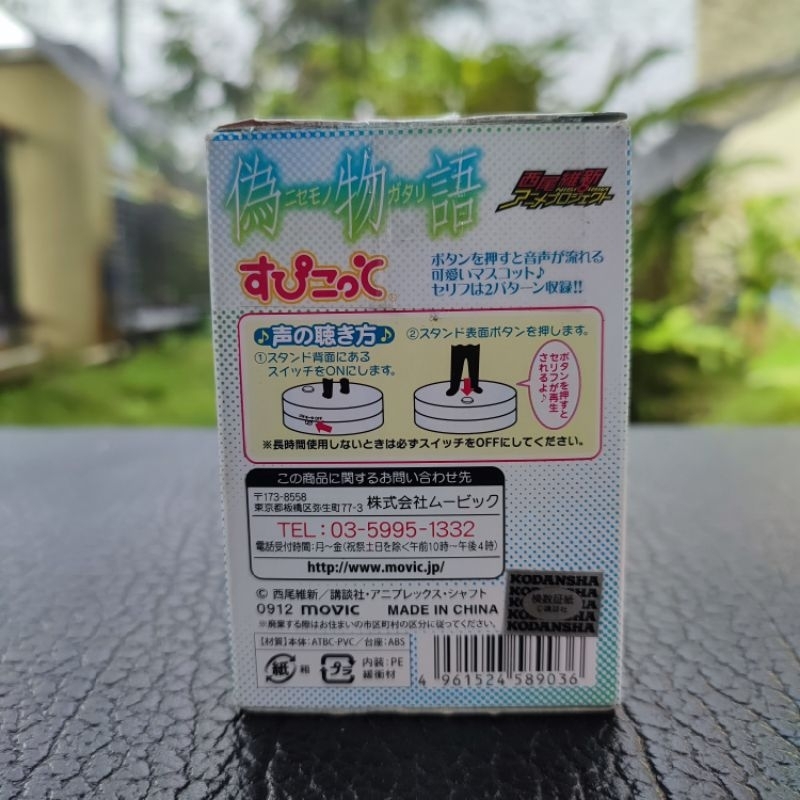 偽物語
ニセモノ ガタリ
西尾維新
アニメプロジェクト
すぴこっと
ボタンを押すと音声が流れる
可愛いマスコット♪
セリフは2パターン収録!!
♪声の聴き方♪
①スタンド背面にある
スイッチをONにします。
②スタンド表面ボタンを押します。
ボタンを押すと
セリフが再生
されるよ♪
※長時間使用しないときは必ずスイッチをOFFにしてください。
この商品に関するお問い合わせ先
〒173-8558
東京都板橋区弥生町77-3 株式会社ムービック
TEL:03-5995-1332
電話受付時間:月〜金(祝祭土日を除く午前10時〜午後4時)
http://www.movic.jp/
© 西尾維新/講談社・アニプレックス・シャフト
0912 movic MADE IN CHINA
※廃棄する際はお住まいの市区町村の区分に従ってください。
【材質】本体:ATBC-PVC/台座:ABS
紙 箱
プラ
内装:PE
緩衝材
KODANSHA
検数証紙
©講談社
KODANSHA
4 961524 589036